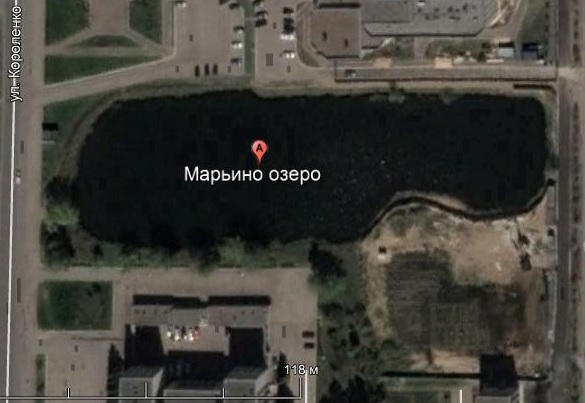 ул. Короленко
A
Марьино озеро
118 м